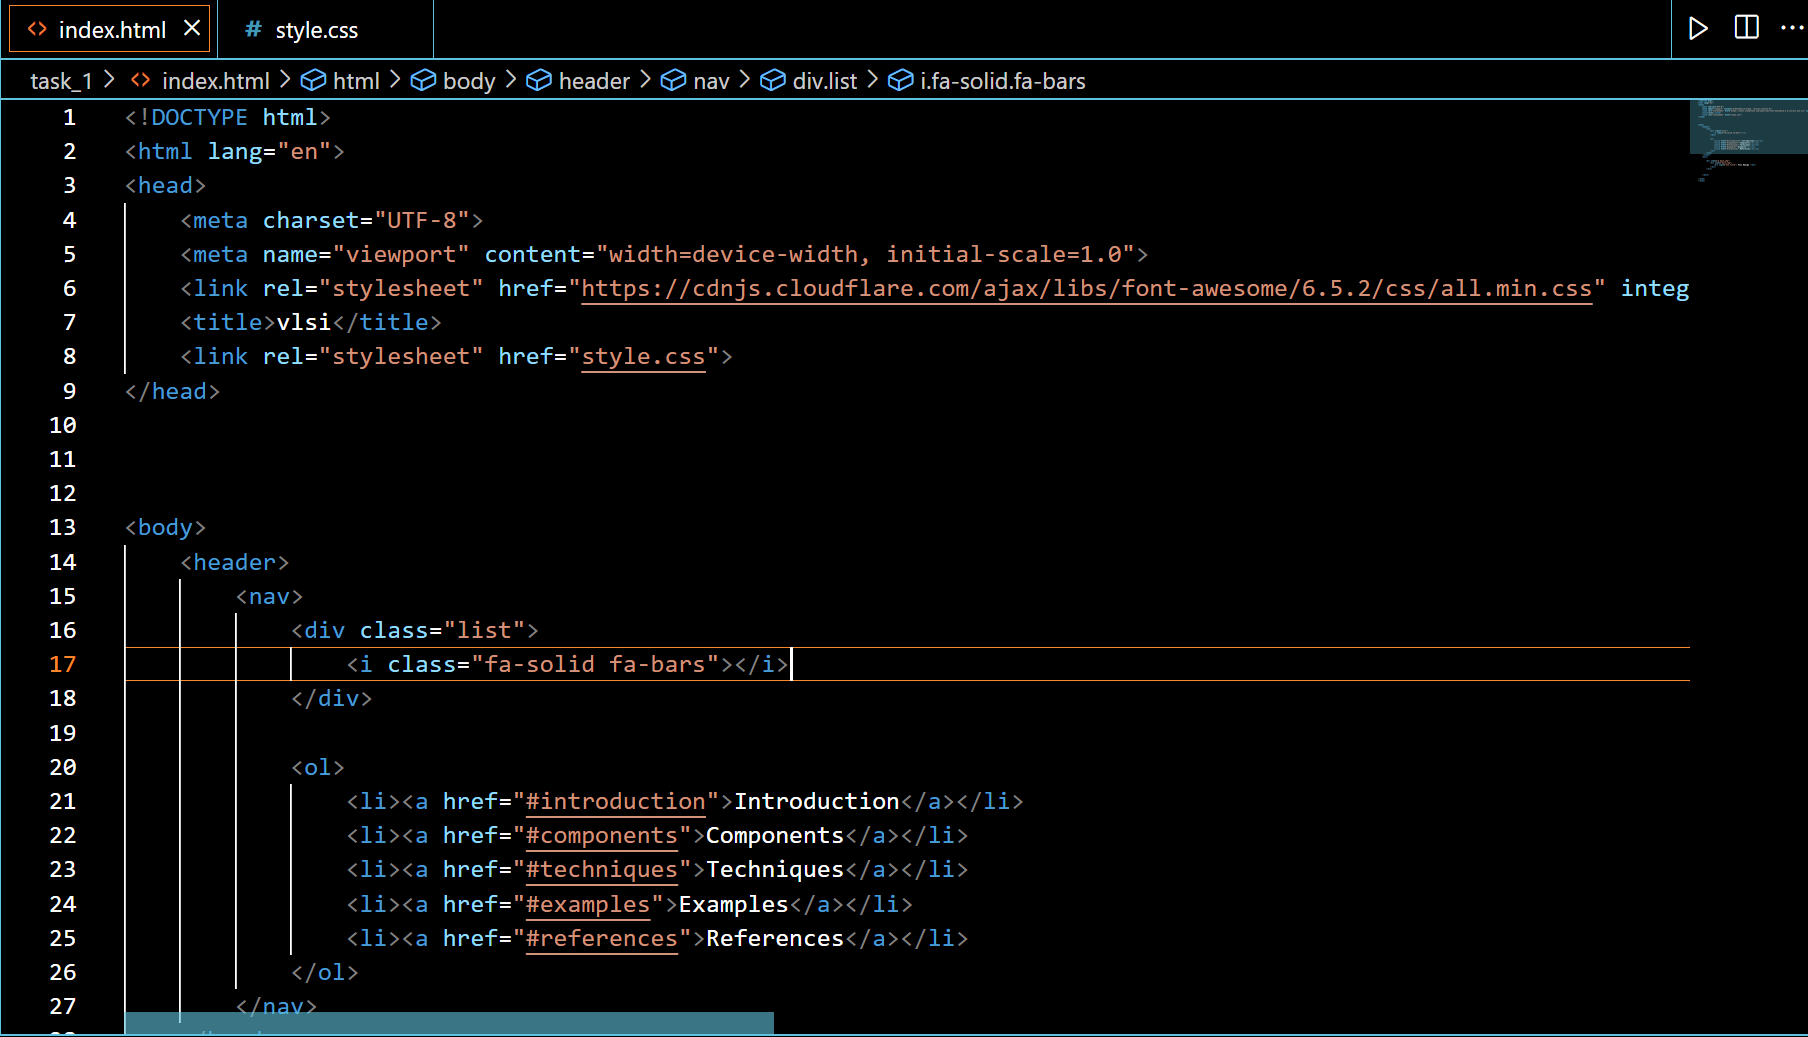 index.html
style.css
task_1 > index.html > html > body > header > nav > div.list > i.fa-solid.fa-bars
1 <!DOCTYPE html>
2 <html lang="en">
3 <head>
4     <meta charset="UTF-8">
5     <meta name="viewport" content="width=device-width, initial-scale=1.0">
6     <link rel="stylesheet" href="https://cdnjs.cloudflare.com/ajax/libs/font-awesome/6.5.2/css/all.min.css" integ
7     <title>vlsi</title>
8     <link rel="stylesheet" href="style.css">
9 </head>
10
11
12
13 <body>
14     <header>
15         <nav>
16             <div class="list">
17                 <i class="fa-solid fa-bars"></i>
18             </div>
19
20             <ol>
21                 <li><a href="#introduction">Introduction</a></li>
22                 <li><a href="#components">Components</a></li>
23                 <li><a href="#techniques">Techniques</a></li>
24                 <li><a href="#examples">Examples</a></li>
25                 <li><a href="#references">References</a></li>
26             </ol>
27         </nav>